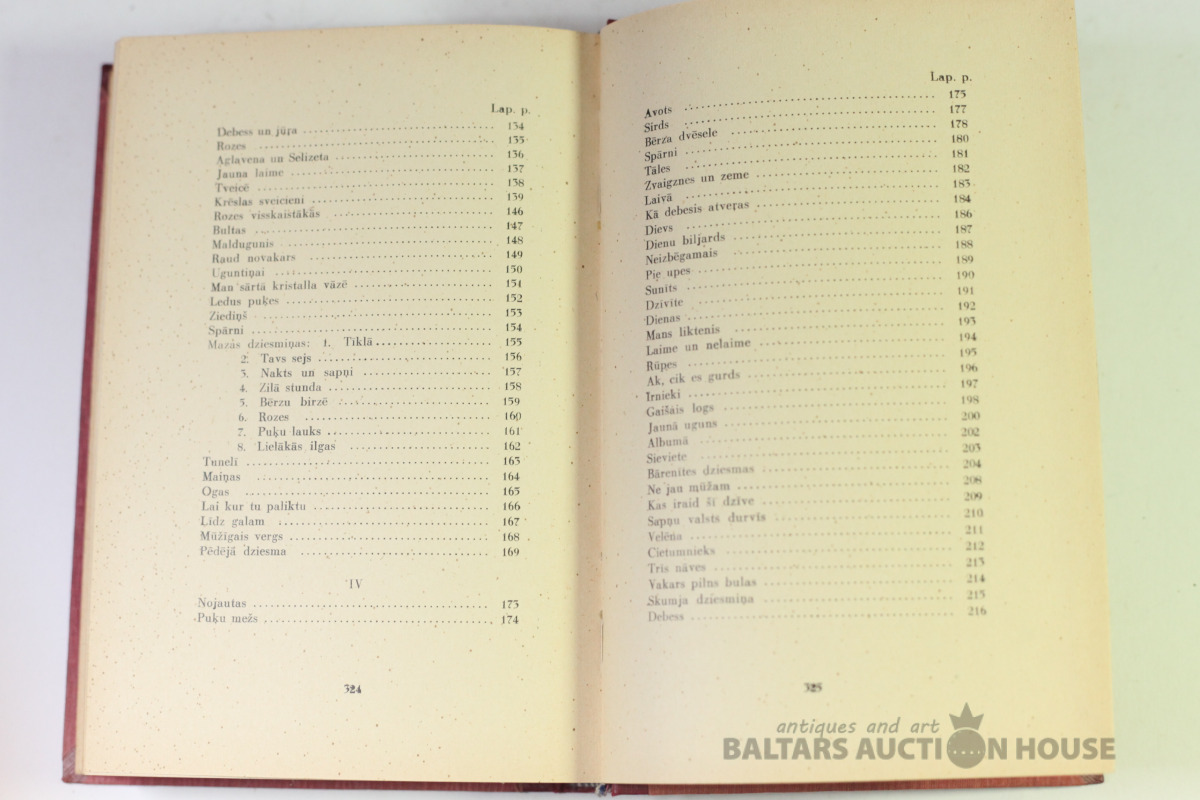 Lap. p.
Debess un jūŗa 134
Rozes 135
Aglavena un Selizeta 136
Jauna laime 137
Tveicē 138
Krēslas sveicieni 139
Rozes visskaistākās 146
Bultas 147
Maldugunis 148
Raud novakars 149
Uguntiņai 150
Man sārtā kristalla vāzē 151
Ledus puķes 152
Ziediņš 153
Spārni 154
Mazās dziesmiņas: 1. Tīklā 155
2. Tavs sejs 156
3. Nakts un sapņi 157
4. Zilā stunda 158
5. Bērzu birzē 159
6. Rozes 160
7. Puķu lauks 161
8. Lielākās ilgas 162
Tunelī 163
Maiņas 164
Ogas 165
Lai kur tu paliktu 166
Līdz galam 167
Mūžīgais vergs 168
Pēdējā dziesma 169
IV
Nojautas 173
Puķu mežs 174
324
Lap. p.
Avots 175
Sirds 177
Bērza dvēsele 178
Spārni 180
Tāles 181
Zvaigznes un zeme 182
Laivā 183
Kā debesis atveŗas 184
Dievs 186
Dienu biljards 187
Neizbēgamais 188
Pie upes 189
Sunīts 190
Dzīvīte 191
Dienas 192
Mans liktenis 193
Laime un nelaime 194
Rūpes 195
Ak, cik es gurds 196
Irnieki 197
Gaišais logs 198
Jaunā uguns 200
Albumā 202
Sieviete 203
Bārenītes dziesmas 204
Ne jau mūžam 208
Kas iraid šī dzīve 209
Sapņu valsts durvīs 210
Velēna 211
Cietumnieks 212
Trīs nāves 213
Vakars pilns bulas 214
Skumja dziesmiņa 215
Debess 216
325
antiques and art
BALTARS AUCTION HOUSE